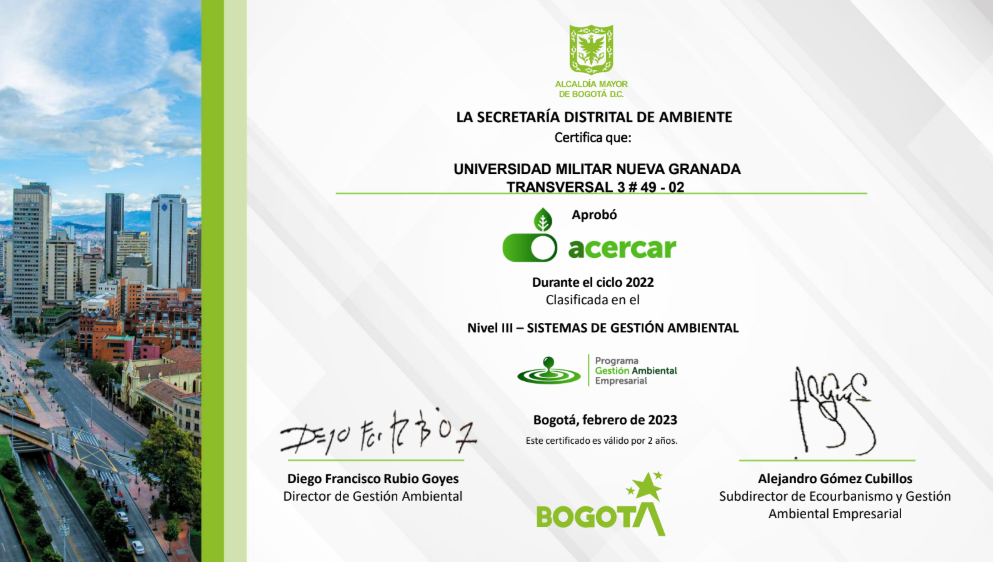 ALCALDÍA MAYOR
DE BOGOTÁ D.C.
LA SECRETARÍA DISTRITAL DE AMBIENTE
Certifica que:
UNIVERSIDAD MILITAR NUEVA GRANADA
TRANSVERSAL 3 # 49 - 02
Aprobó
acercar
Durante el ciclo 2022
Clasificada en el
Nivel III – SISTEMAS DE GESTIÓN AMBIENTAL
Programa
Gestión Ambiental
Empresarial
Bogotá, febrero de 2023
Este certificado es válido por 2 años.
Diego Francisco Rubio Goyes
Director de Gestión Ambiental
Alejandro Gómez Cubillos
Subdirector de Ecourbanismo y Gestión
Ambiental Empresarial
BOGOTÁ